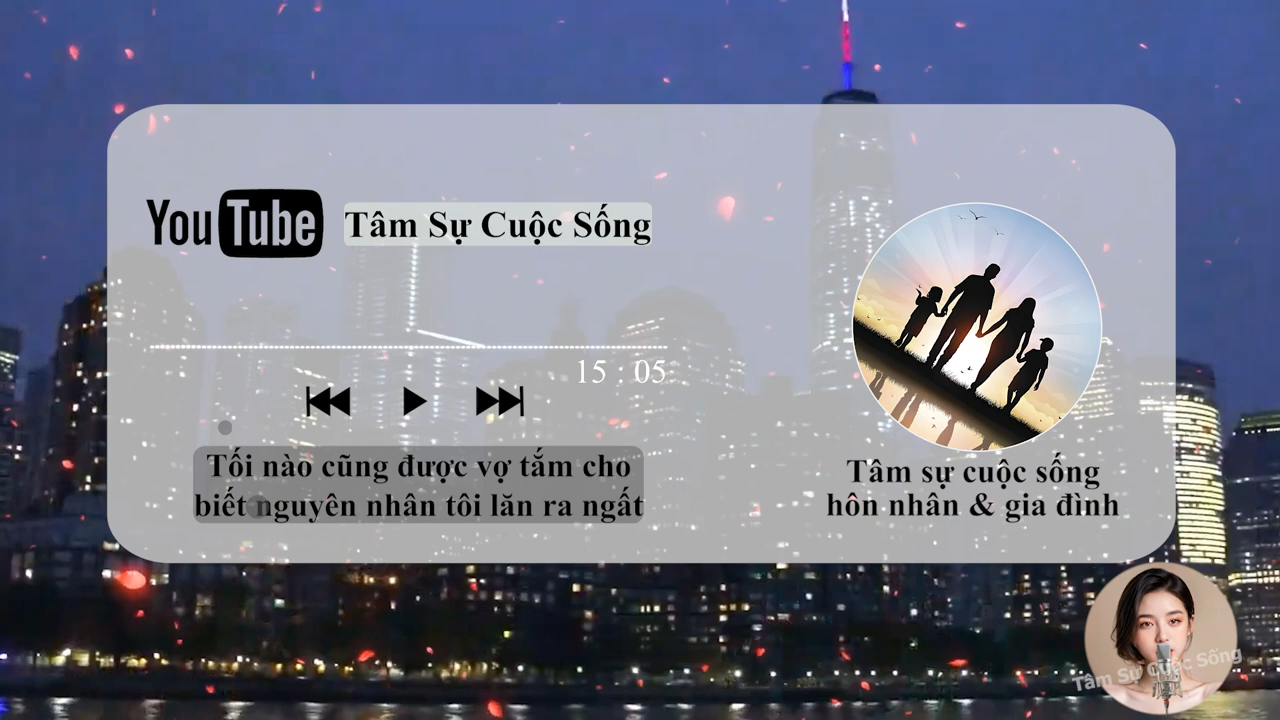 YouTube
Tâm Sự Cuộc Sống
15 : 05
Tối nào cũng được vợ tắm cho
biết nguyên nhân tôi lăn ra ngất
Tâm sự cuộc sống
hôn nhân & gia đình
Tâm Sự Cuộc Sống